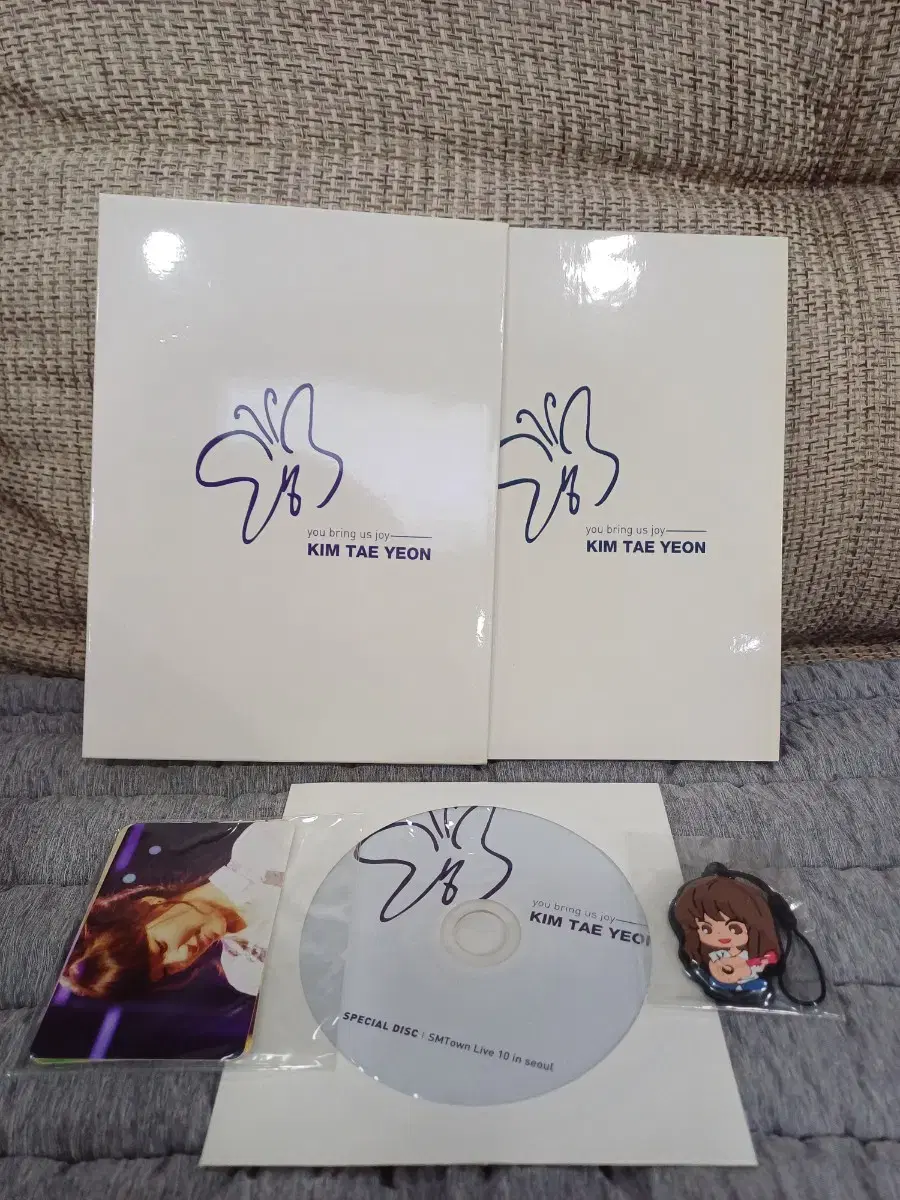 you bring us joy
KIM TAE YEON
you bring us joy
KIM TAE YEON
you bring us joy
KIM TAE YEO
SPECIAL DISC | SMTown Live 10 in seoul